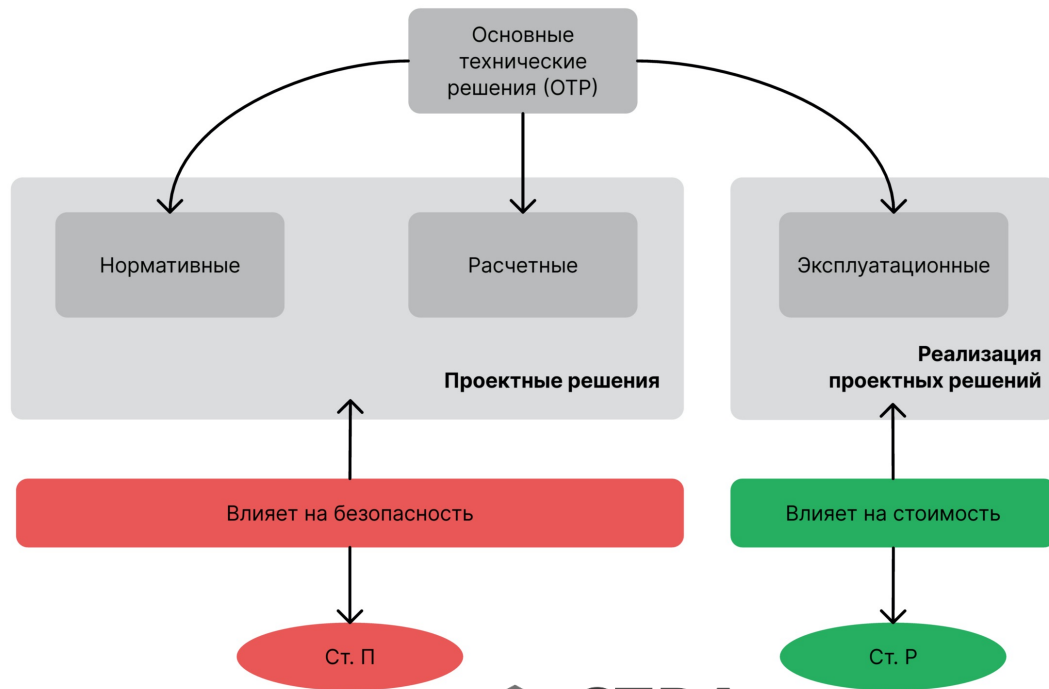 Основные
технические
решения (ОТР)
Нормативные
Расчетные
Эксплуатационные
Проектные решения
Реализация
проектных решений
Влияет на безопасность
Влияет на стоимость
Ст. П
Ст. Р